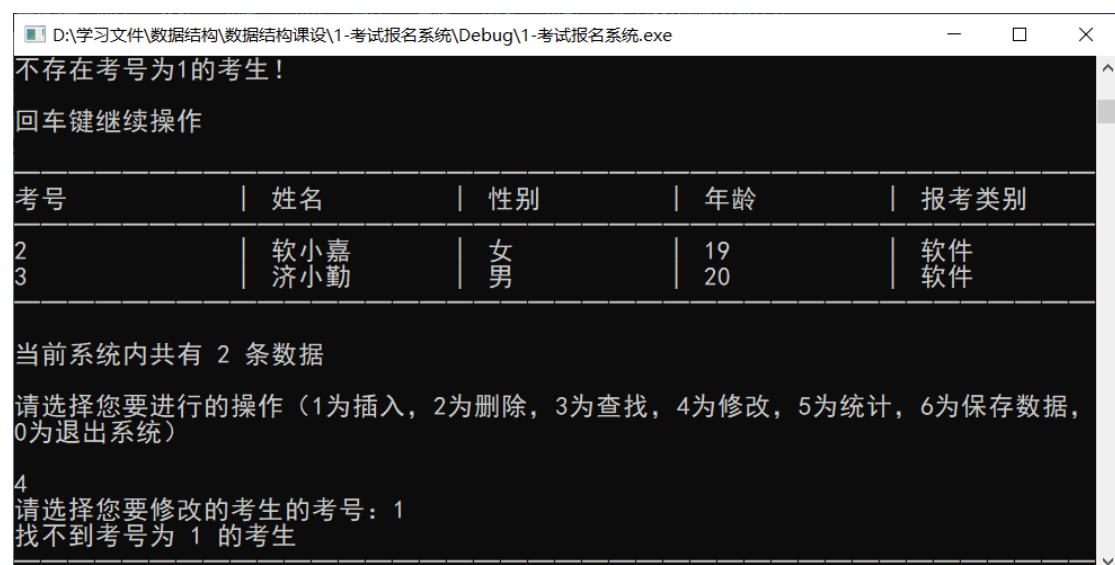 D:\学习文件\数据结构\数据结构课设\1-考试报名系统\Debug\1-考试报名系统.exe
不存在考号为1的考生!
回车键继续操作
考号 | 姓名 | 性别 | 年龄 | 报考类别
2 | 软小嘉 | 女 | 19 | 软件
3 | 济小勤 | 男 | 20 | 软件
当前系统内共有 2 条数据
请选择您要进行的操作（1为插入，2为删除，3为查找，4为修改，5为统计，6为保存数据，
0为退出系统）
4
请选择您要修改的考生的考号：1
找不到考号为 1 的考生